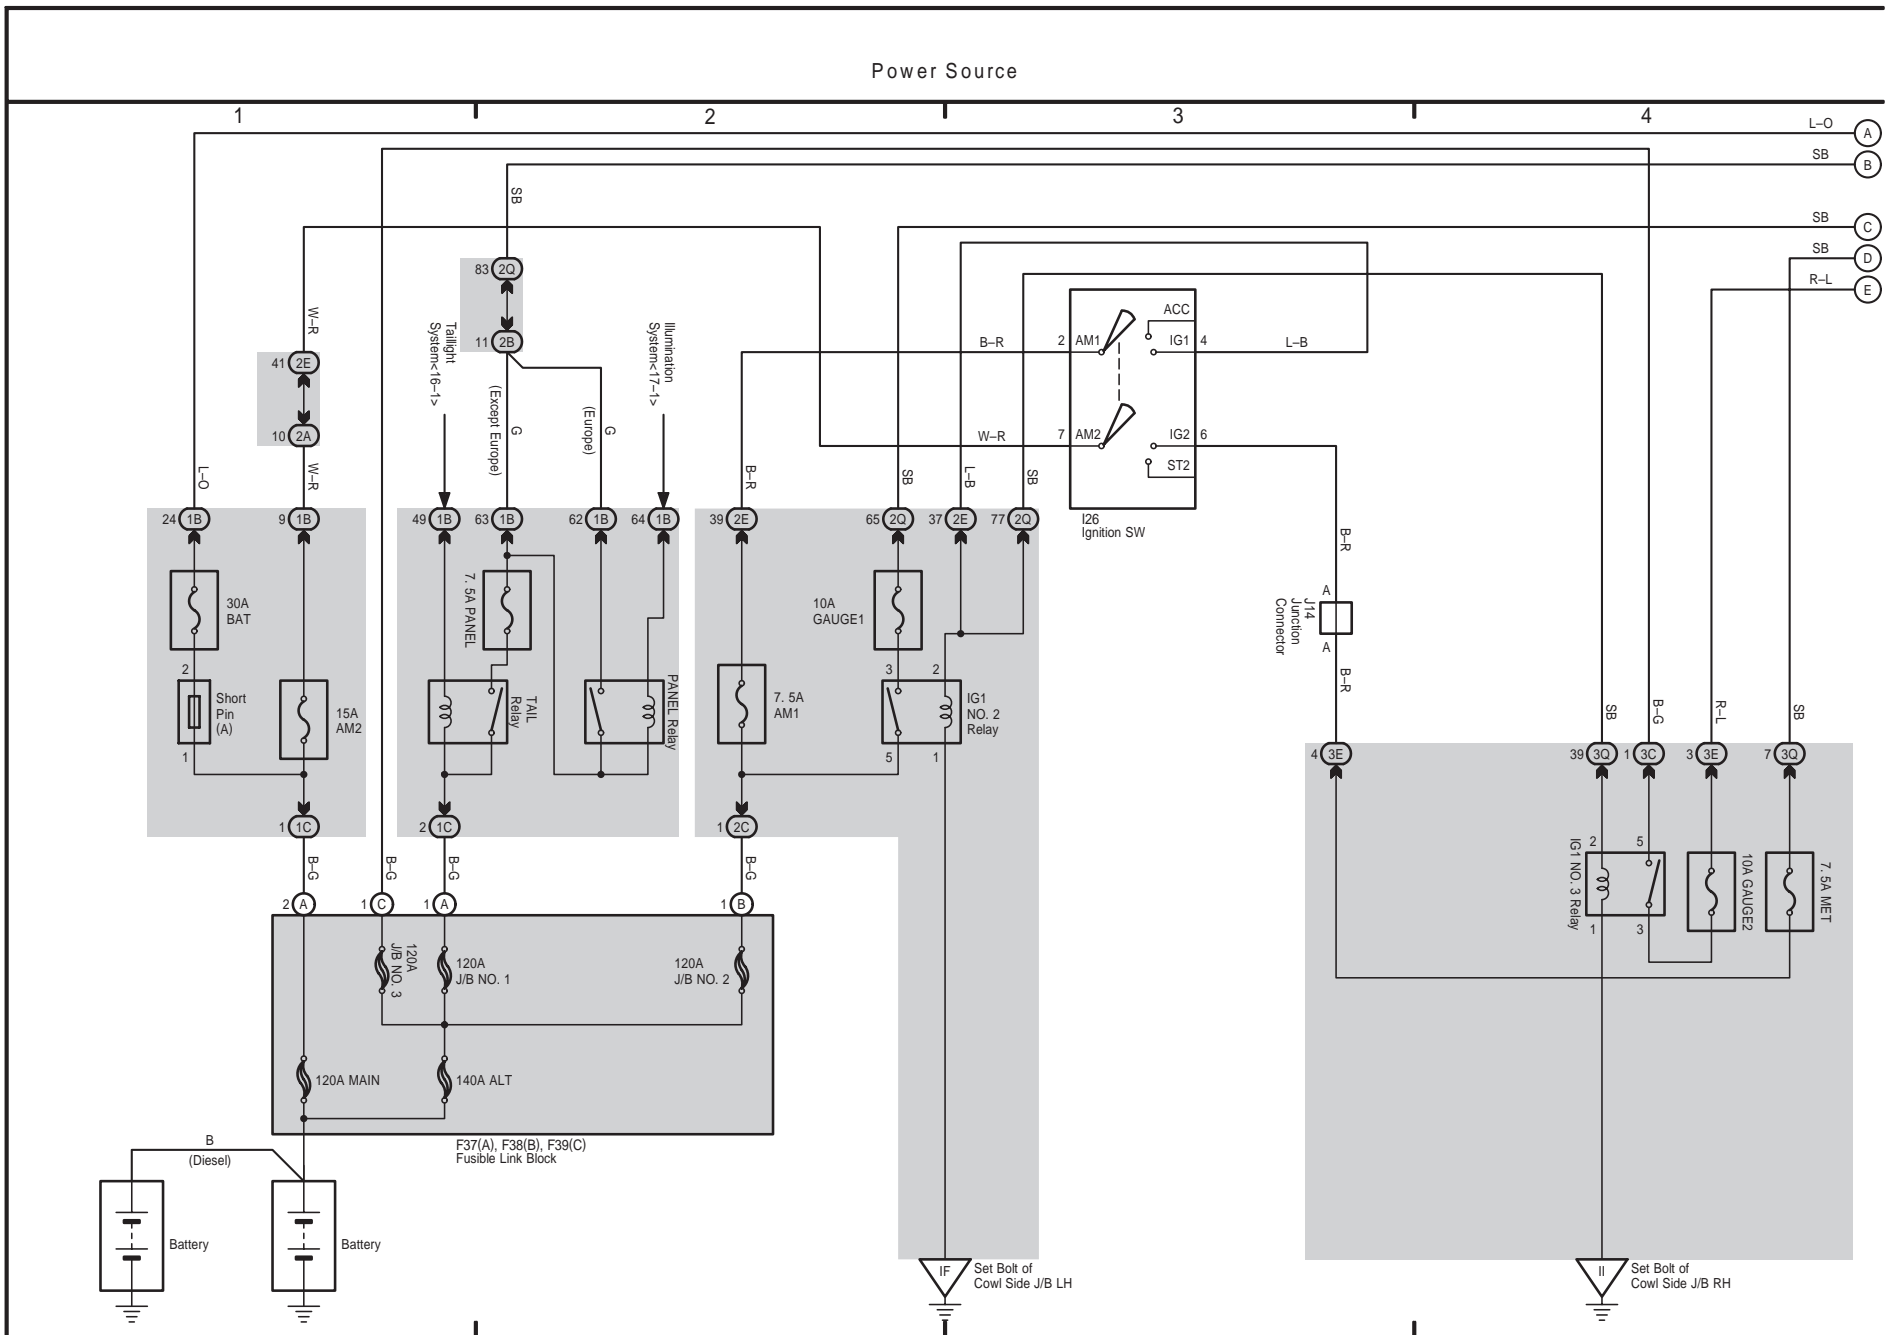 Power Source
1
2
3
4
L–O
A
SB
B
SB
C
SB
D
R–L
E
SB
83 2Q
11 2B
W–R
41 2E
10 2A
W–R
L–O
Taillight
System<16–1>
(Except Europe)
G
(Europe)
G
Illumination
System<17–1>
B–R
B–R
W–R
SB
L–B
SB
2 AM1
ACC
IG1 4
L–B
7 AM2
IG2 6
ST2
I26
Ignition SW
B–R
A
J14
Junction
Connector
A
B–R
24 1B
9 1B
49 1B
63 1B
62 1B
64 1B
39 2E
65 2Q
37 2E
77 2Q
30A
BAT
2
Short
Pin
(A)
1
15A
AM2
7. 5A PANEL
TAIL
Relay
PANEL Relay
7. 5A
AM1
10A
GAUGE1
3
2
IG1
NO. 2
Relay
5
1
SB
B–G
R–L
SB
4 3E
39 3Q
1 3C
3 3E
7 3Q
1 1C
2 1C
1 2C
B–G
B–G
B–G
B–G
2
5
IG1 NO. 3 Relay
1
3
10A GAUGE2
7. 5A MET
2 A
1 C
1 A
1 B
120A
J/B NO. 3
120A
J/B NO. 1
120A
J/B NO. 2
120A MAIN
140A ALT
F37(A), F38(B), F39(C)
Fusible Link Block
B
(Diesel)
Battery
Battery
IF
Set Bolt of
Cowl Side J/B LH
II
Set Bolt of
Cowl Side J/B RH